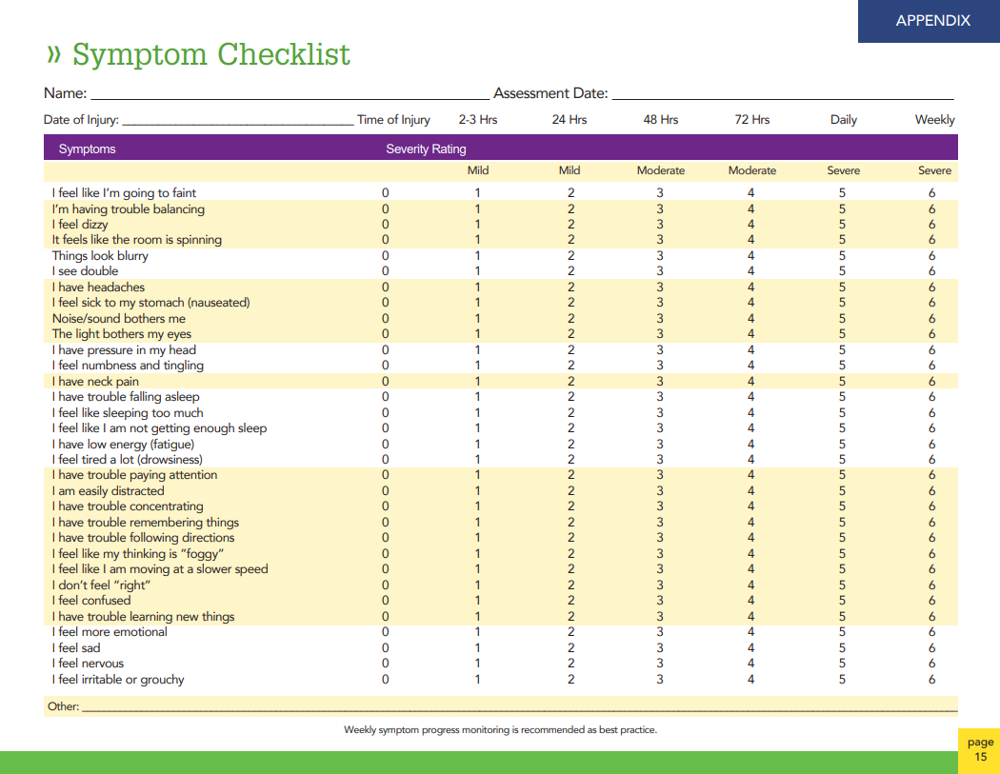 APPENDIX
» Symptom Checklist
Name: ____________________ Assessment Date: ____________________
Date of Injury: ____________________ Time of Injury 2-3 Hrs 24 Hrs 48 Hrs 72 Hrs Daily Weekly
Symptoms Severity Rating
Mild Mild Moderate Moderate Severe Severe
I feel like I’m going to faint 0 1 2 3 4 5 6
I’m having trouble balancing 0 1 2 3 4 5 6
I feel dizzy 0 1 2 3 4 5 6
It feels like the room is spinning 0 1 2 3 4 5 6
Things look blurry 0 1 2 3 4 5 6
I see double 0 1 2 3 4 5 6
I have headaches 0 1 2 3 4 5 6
I feel sick to my stomach (nauseated) 0 1 2 3 4 5 6
Noise/sound bothers me 0 1 2 3 4 5 6
The light bothers my eyes 0 1 2 3 4 5 6
I have pressure in my head 0 1 2 3 4 5 6
I feel numbness and tingling 0 1 2 3 4 5 6
I have neck pain 0 1 2 3 4 5 6
I have trouble falling asleep 0 1 2 3 4 5 6
I feel like sleeping too much 0 1 2 3 4 5 6
I feel like I am not getting enough sleep 0 1 2 3 4 5 6
I have low energy (fatigue) 0 1 2 3 4 5 6
I feel tired a lot (drowsiness) 0 1 2 3 4 5 6
I have trouble paying attention 0 1 2 3 4 5 6
I am easily distracted 0 1 2 3 4 5 6
I have trouble concentrating 0 1 2 3 4 5 6
I have trouble remembering things 0 1 2 3 4 5 6
I have trouble following directions 0 1 2 3 4 5 6
I feel like my thinking is “foggy” 0 1 2 3 4 5 6
I feel like I am moving at a slower speed 0 1 2 3 4 5 6
I don’t feel “right” 0 1 2 3 4 5 6
I feel confused 0 1 2 3 4 5 6
I have trouble learning new things 0 1 2 3 4 5 6
I feel more emotional 0 1 2 3 4 5 6
I feel sad 0 1 2 3 4 5 6
I feel nervous 0 1 2 3 4 5 6
I feel irritable or grouchy 0 1 2 3 4 5 6
Other: ____________________
Weekly symptom progress monitoring is recommended as best practice.
page
15